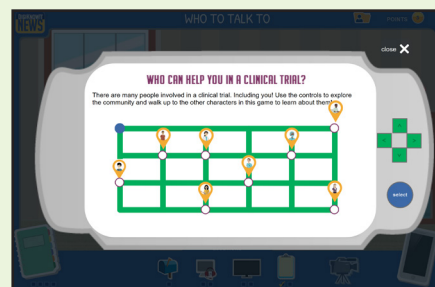 NEWS
WHO TO TALK TO
POINTS
close
WHO CAN HELP YOU IN A CLINICAL TRIAL?
There are many people involved in a clinical trial. Including you! Use the controls to explore
the community and walk up to the other characters in this game to learn about them!
select